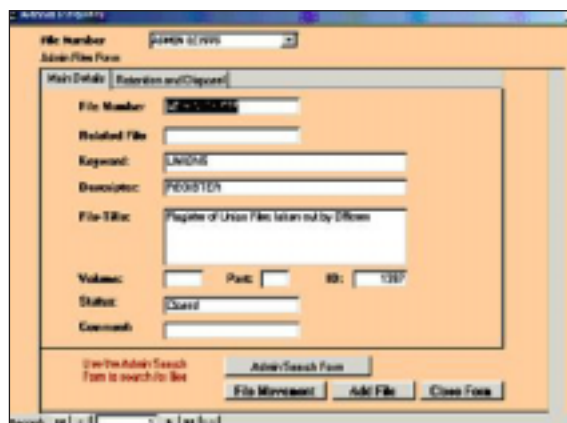 File Number
Admin Files Form
Main Details Retention and Disposal
File Number
Related File
Keyword: UNIONS
Descriptor: REGISTER
File-Title: Register of Union Files taken out by Officers
Volume: Part: ID:
Status: Closed
Comment:
Use the Admin Search Admin Search Form
Form to search for files
File Movement Add File Close Form